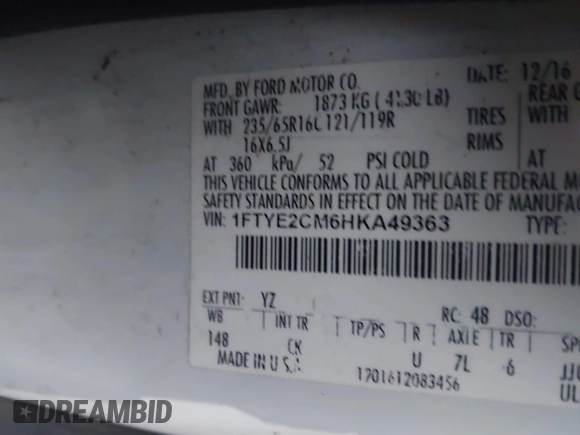 MFD. BY FORD MOTOR CO. DATE: 12/16
FRONT GAWR: 1873 KG ( 4130 LB) REAR
WITH 235/65R16C 121/119R TIRES WITH
16X6.5J RIMS
AT 360 kPa/ 52 PSI COLD AT
THIS VEHICLE CONFORMS TO ALL APPLICABLE FEDERAL
SAFETY STANDARDS IN EFFECT ON THE DATE OF MANUFAC
VIN: 1FTYE2CM6HKA49363 TYPE:
EXT PNT: YZ RC: 48 DSO:
WB INT TR TP/PS R AXLE TR
148 CK U 7L 6
MADE IN U.S.A. 1701612083456
UL
DREAMBID